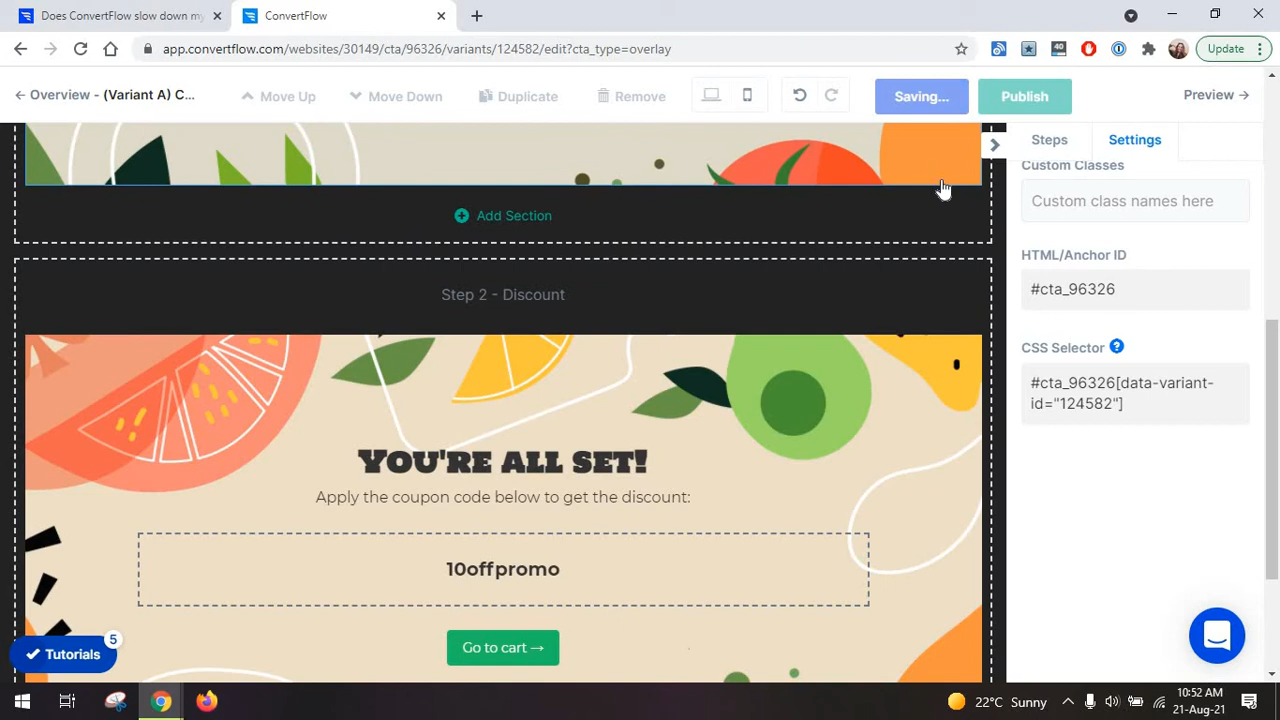 Does ConvertFlow slow down my
ConvertFlow
app.convertflow.com/websites/30149/cta/96326/variants/124582/edit?cta_type=overlay
40
Update
Overview - (Variant A) C...
Move Up
Move Down
Duplicate
Remove
Saving...
Publish
Preview →
Steps
Settings
Custom Classes
Custom class names here
Add Section
HTML/Anchor ID
#cta_96326
Step 2 - Discount
CSS Selector ?
#cta_96326[data-variant-
id="124582"]
YOU'RE ALL SET!
Apply the coupon code below to get the discount:
10offpromo
Go to cart →
Tutorials
5
22°C Sunny
10:52 AM
21-Aug-21